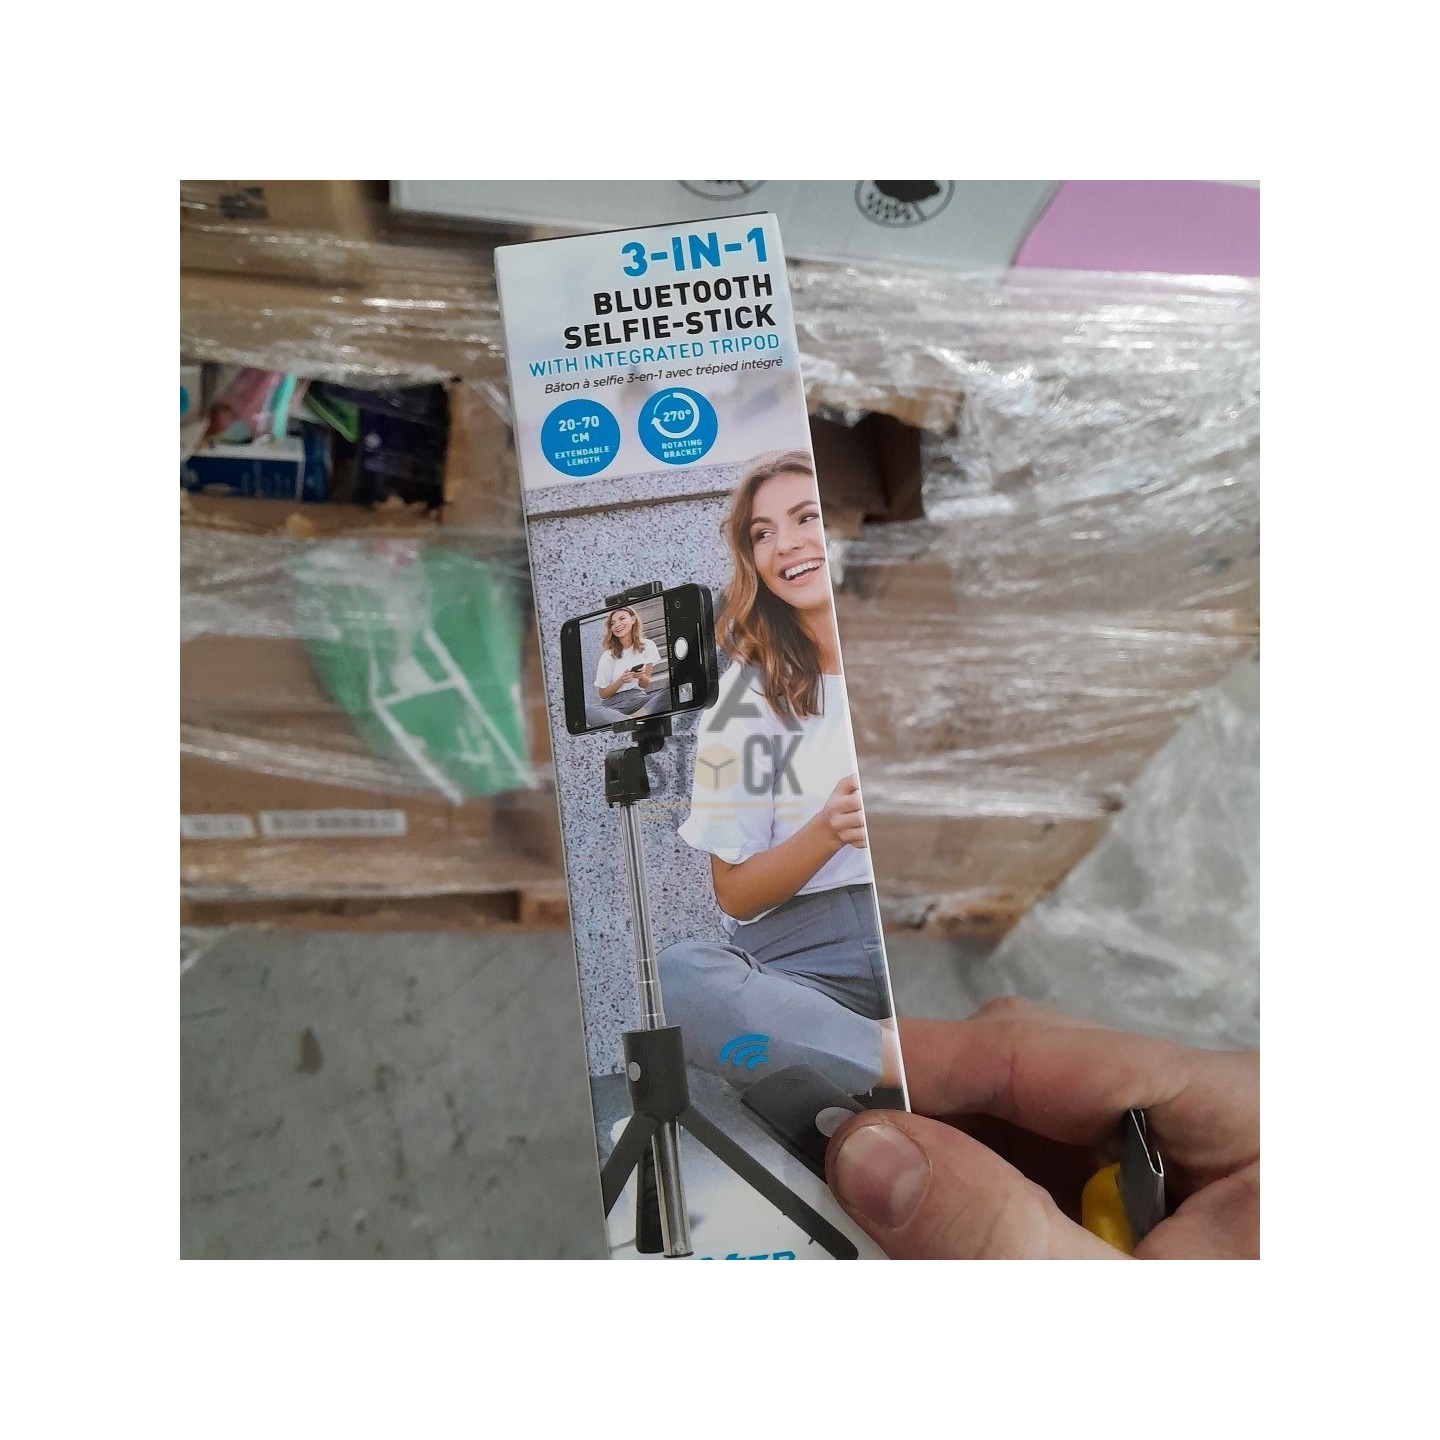 3-IN-1
BLUETOOTH
SELFIE-STICK
WITH INTEGRATED TRIPOD
Bâton à selfie 3-en-1 avec trépied intégré
20-70
CM
EXTENDABLE
LENGTH
270°
ROTATING
BRACKET
STOCK